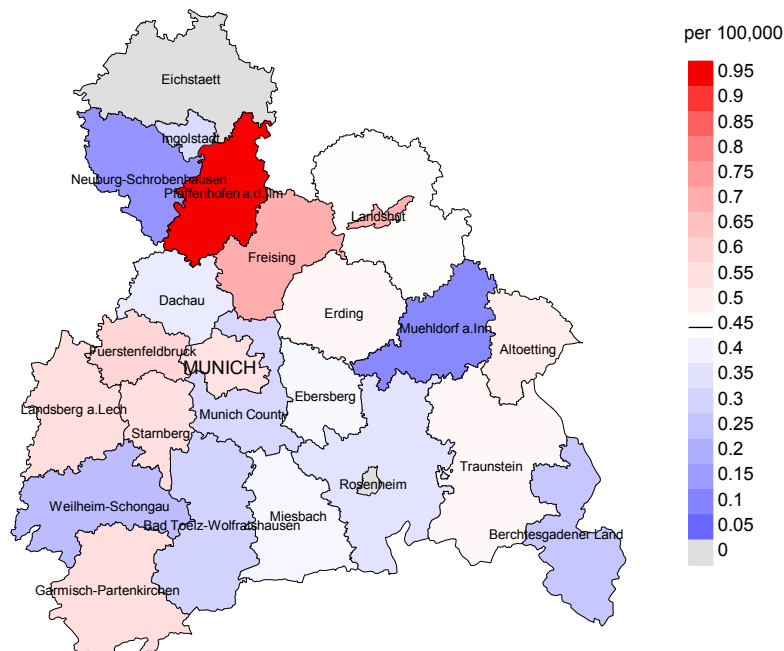 per 100,000
0.95
0.9
0.85
0.8
0.75
0.7
0.65
0.6
0.55
0.5
0.45
0.4
0.35
0.3
0.25
0.2
0.15
0.1
0.05
0
Eichstaett
Ingolstadt
Neuburg-Schrobenhausen
Pfaffenhofen a.d.Ilm
Landshut
Freising
Dachau
Erding
Muehldorf a.Inn
Altoetting
Fuerstenfeldbruck
MUNICH
Ebersberg
Landsberg a.Lech
Munich County
Starnberg
Traunstein
Rosenheim
Weilheim-Schongau
Miesbach
Bad Toelz-Wolfratshausen
Berchtesgadener Land
Garmisch-Partenkirchen